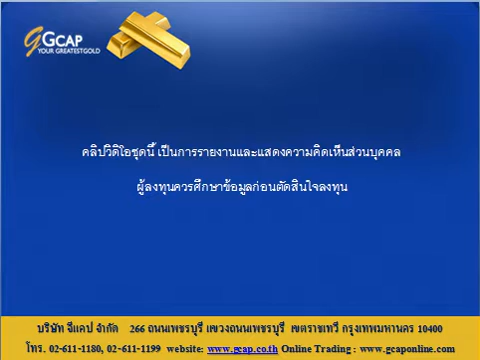 GCAP
YOUR GREATESTGOLD
คลิปวิดิโอชุดนี้ เป็นการรายงานและแสดงความคิดเห็นส่วนบุคคล
ผู้ลงทุนควรศึกษาข้อมูลก่อนตัดสินใจลงทุน
บริษัท จีแคป จำกัด 266 ถนนเพชรบุรี แขวงถนนเพชรบุรี เขตราชเทวี กรุงเทพมหานคร 10400
โทร. 02-611-1180, 02-611-1199 website: www.gcap.co.th Online Trading : www.gcaponline.com